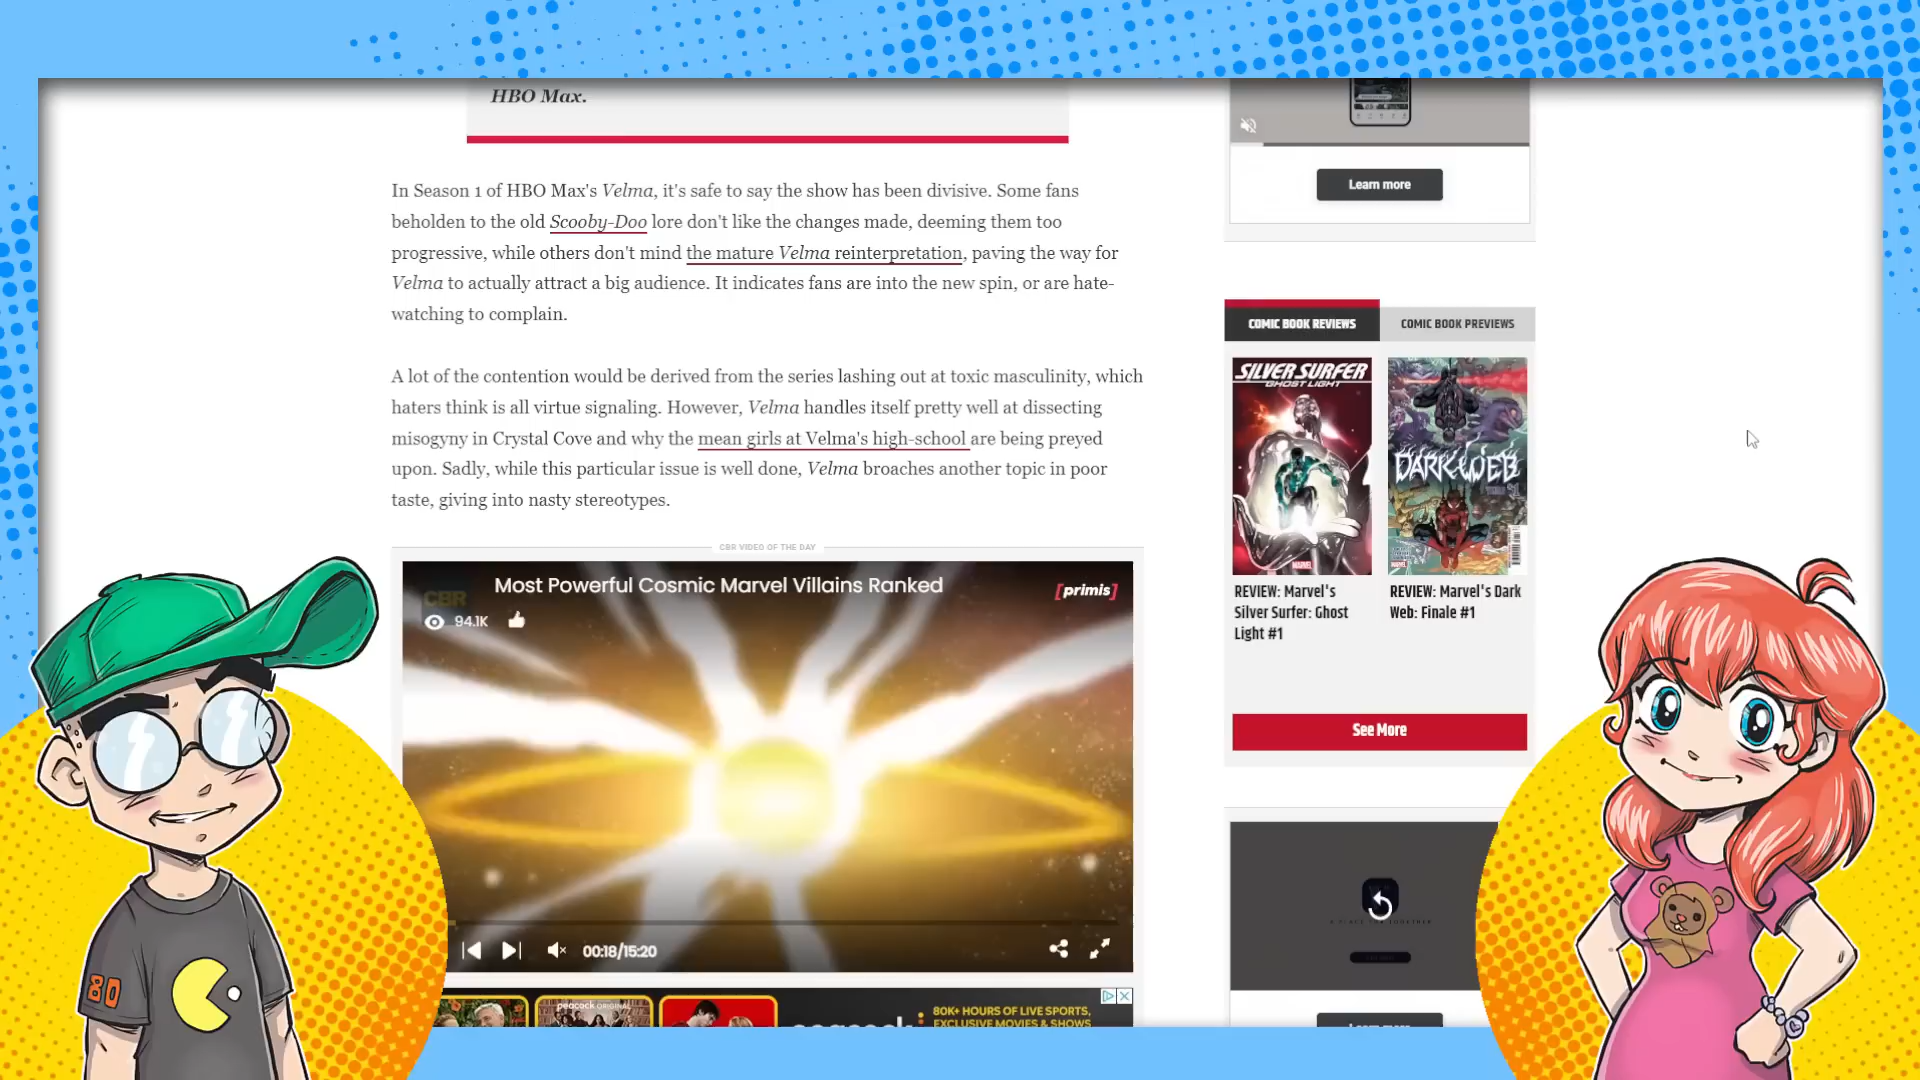 HBO Max.
In Season 1 of HBO Max's Velma, it's safe to say the show has been divisive. Some fans
beholden to the old Scooby-Doo lore don't like the changes made, deeming them too
progressive, while others don't mind the mature Velma reinterpretation, paving the way for
Velma to actually attract a big audience. It indicates fans are into the new spin, or are hate-
watching to complain.
A lot of the contention would be derived from the series lashing out at toxic masculinity, which
haters think is all virtue signaling. However, Velma handles itself pretty well at dissecting
misogyny in Crystal Cove and why the mean girls at Velma's high-school are being preyed
upon. Sadly, while this particular issue is well done, Velma broaches another topic in poor
taste, giving into nasty stereotypes.
CBR VIDEO OF THE DAY
Most Powerful Cosmic Marvel Villains Ranked
[primis]
CBR
94.1K
00:18/15:20
peacock ORIGINAL
80K+ HOURS OF LIVE SPORTS,
EXCLUSIVE MOVIES & SHOWS
Learn more
COMIC BOOK REVIEWS
COMIC BOOK PREVIEWS
SILVER SURFER
GHOST LIGHT
MARVEL
DARK WEB
REVIEW: Marvel's
Silver Surfer: Ghost
Light #1
REVIEW: Marvel's Dark
Web: Finale #1
See More
80